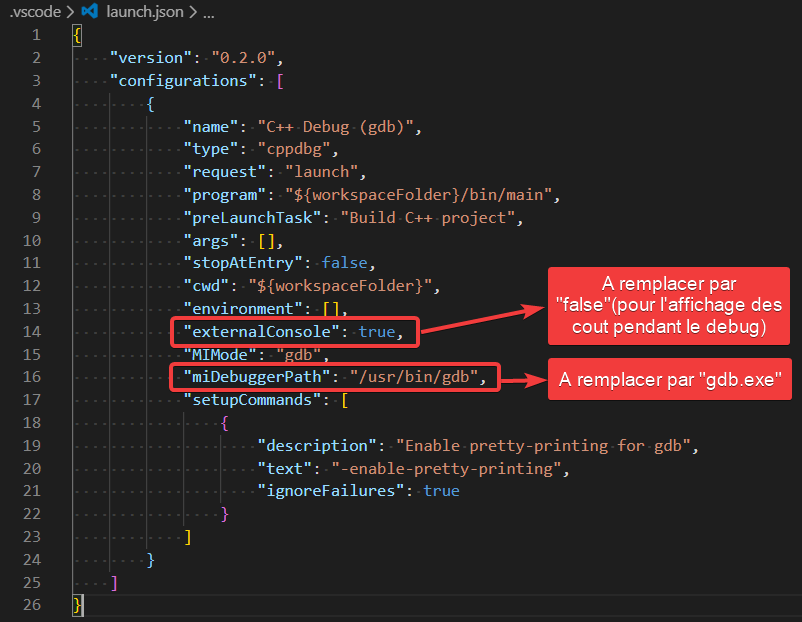 .vscode > launch.json > ...
1 {
2 "version": "0.2.0",
3 "configurations": [
4 {
5 "name": "C++ Debug (gdb)",
6 "type": "cppdbg",
7 "request": "launch",
8 "program": "${workspaceFolder}/bin/main",
9 "preLaunchTask": "Build C++ project",
10 "args": [],
11 "stopAtEntry": false,
12 "cwd": "${workspaceFolder}",
13 "environment": [],
14 "externalConsole": true,
15 "MIMode": "gdb",
16 "miDebuggerPath": "/usr/bin/gdb",
17 "setupCommands": [
18 {
19 "description": "Enable pretty-printing for gdb",
20 "text": "-enable-pretty-printing",
21 "ignoreFailures": true
22 }
23 ]
24 }
25 ]
26 }
A remplacer par
"false"(pour l'affichage des
cout pendant le debug)
A remplacer par "gdb.exe"